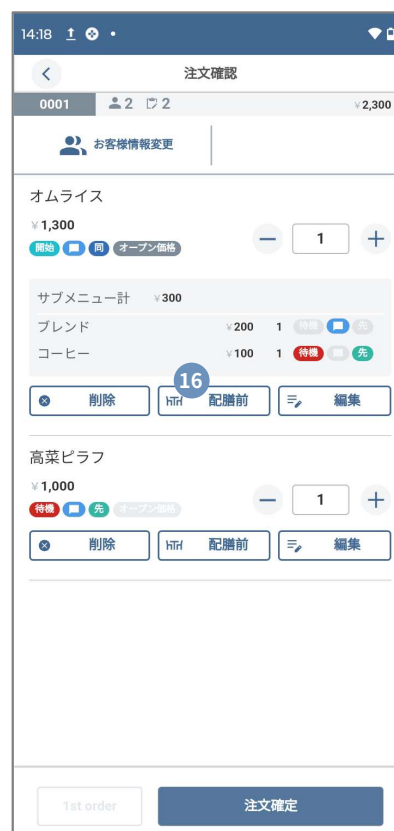 14:18
注文確認
0001 2 2 ¥2,300
お客様情報変更
オムライス
¥1,300
1
開始 同 オープン価格
サブメニュー計 ¥300
ブレンド ¥200 1 待機 先
コーヒー ¥100 1 待機 先
16
削除 配膳前 編集
高菜ピラフ
¥1,000
1
待機 先 オープン価格
削除 配膳前 編集
1st order 注文確定